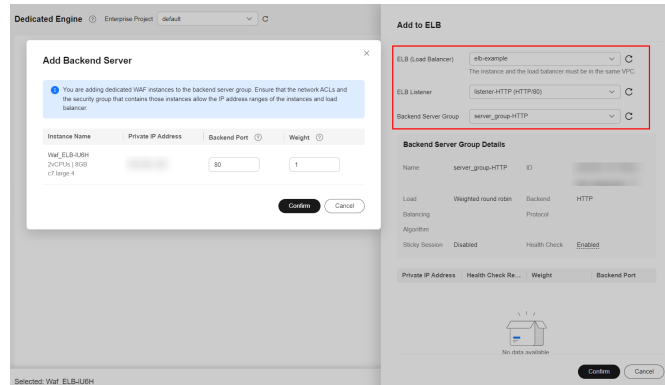 Dedicated Engine ? Enterprise Project default
Add Backend Server
You are adding dedicated WAF instances to the backend server group. Ensure that the network ACLs and
the security group that contains those instances allow the IP address ranges of the instances and load
balancer.
Instance Name Private IP Address Backend Port ? Weight ?
Waf_ELB-IU6H
2vCPUs | 8GB
c7.large.4
80 1
Confirm Cancel
Selected: Waf_ELB-IU6H
Add to ELB
ELB (Load Balancer) elb-example
The instance and the load balancer must be in the same VPC.
ELB Listener listener-HTTP (HTTP/80)
Backend Server Group server_group-HTTP
Backend Server Group Details
Name server_group-HTTP ID
Load Balancing Algorithm Weighted round robin Backend Protocol HTTP
Sticky Session Disabled Health Check Enabled
Private IP Address Health Check Re... Weight Backend Port
No data available
Confirm Cancel